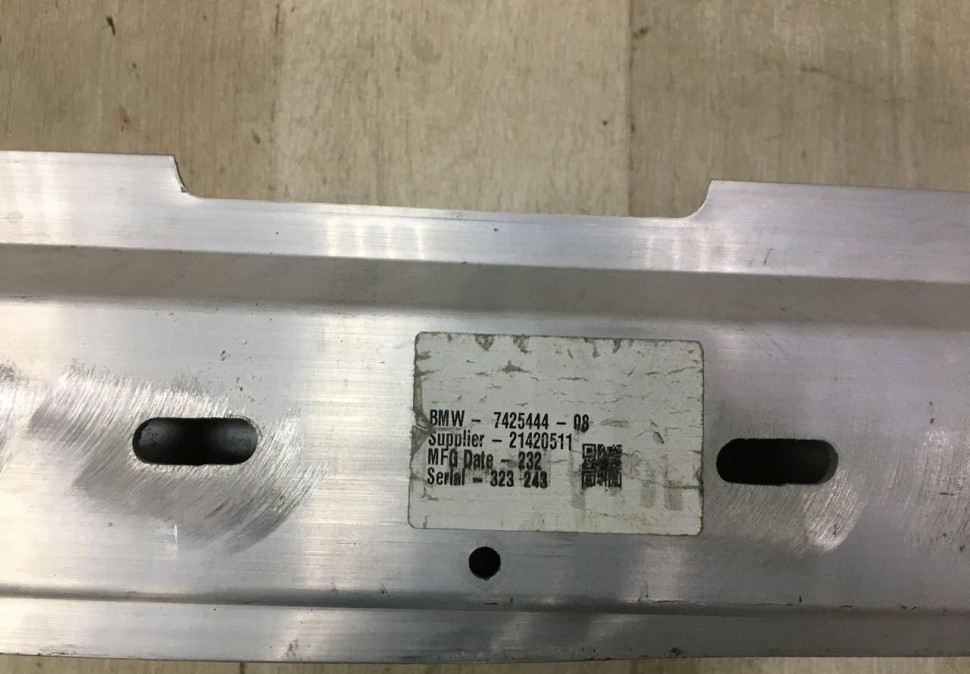 BMW - 7425444 - 08
Supplier - 21420511
MFG Date - 232
Serial - 323 243